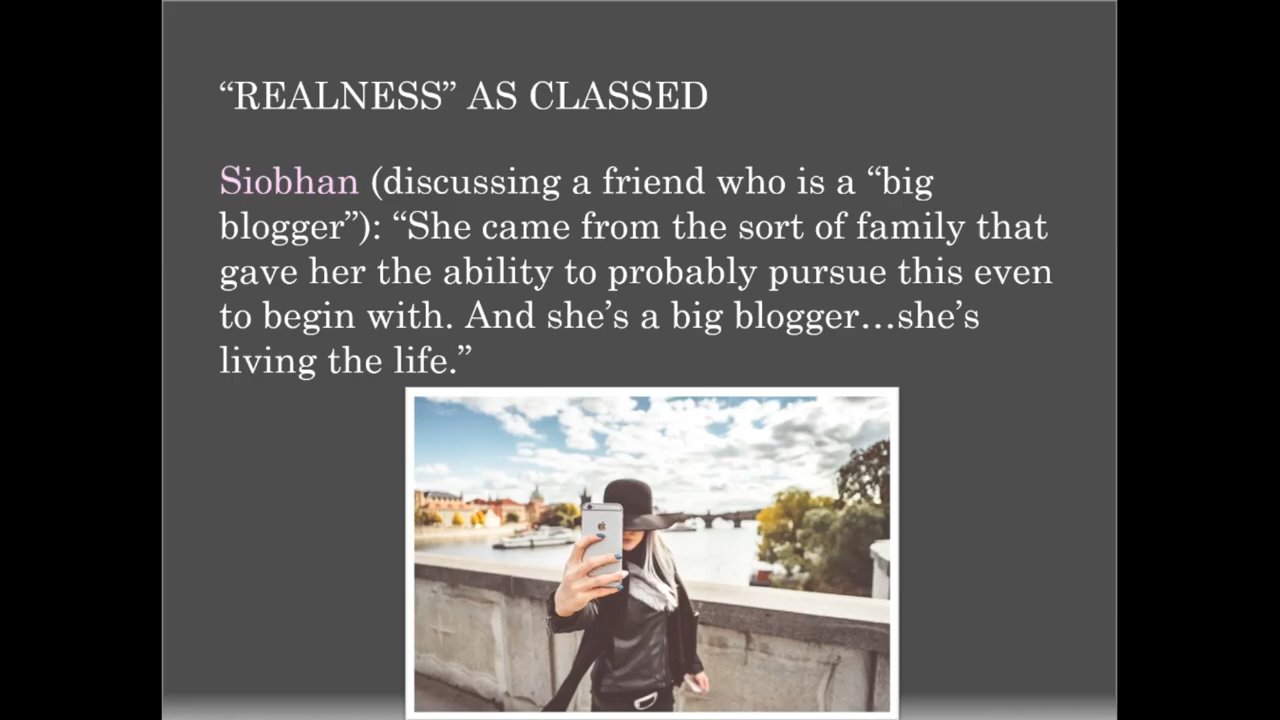 “REALNESS” AS CLASSED
Siobhan (discussing a friend who is a “big
blogger”): “She came from the sort of family that
gave her the ability to probably pursue this even
to begin with. And she’s a big blogger…she’s
living the life.”